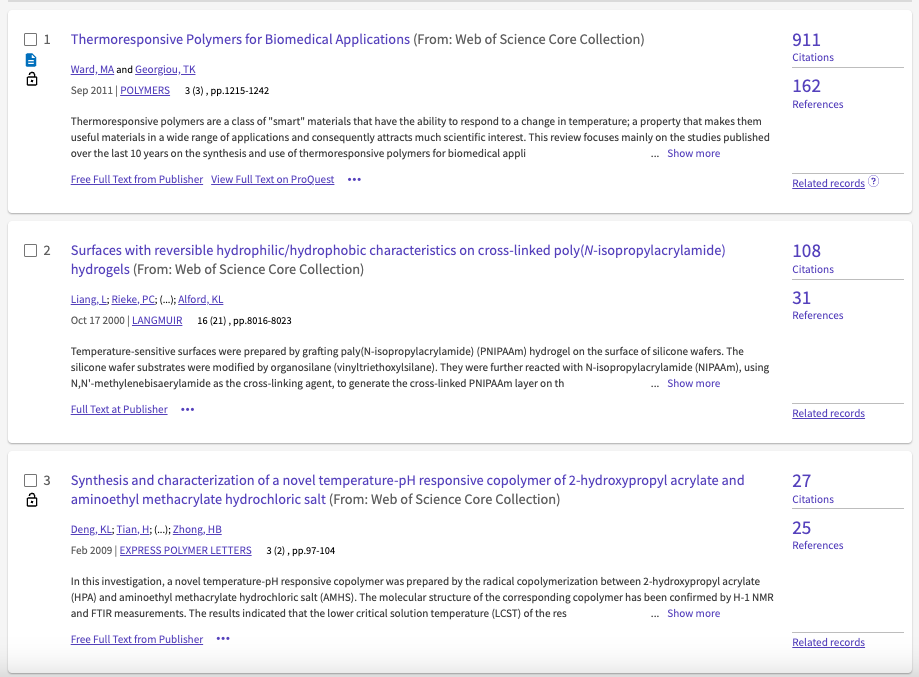 1 Thermoresponsive Polymers for Biomedical Applications (From: Web of Science Core Collection)
911
Citations
Ward, MA and Georgiou, TK
162
References
Sep 2011 | POLYMERS 3 (3) , pp.1215-1242
Thermoresponsive polymers are a class of "smart" materials that have the ability to respond to a change in temperature; a property that makes them
useful materials in a wide range of applications and consequently attracts much scientific interest. This review focuses mainly on the studies published
over the last 10 years on the synthesis and use of thermoresponsive polymers for biomedical appli ... Show more
Free Full Text from Publisher View Full Text on ProQuest •••
Related records ?
2 Surfaces with reversible hydrophilic/hydrophobic characteristics on cross-linked poly(N-isopropylacrylamide)
hydrogels (From: Web of Science Core Collection)
108
Citations
Liang, L; Rieke, PC; (...); Alford, KL
31
References
Oct 17 2000 | LANGMUIR 16 (21) , pp.8016-8023
Temperature-sensitive surfaces were prepared by grafting poly(N-isopropylacrylamide) (PNIPAAm) hydrogel on the surface of silicone wafers. The
silicone wafer substrates were modified by organosilane (vinyltriethoxylsilane). They were further reacted with N-isopropylacrylamide (NIPAAm), using
N,N'-methylenebisaerylamide as the cross-linking agent, to generate the cross-linked PNIPAAm layer on th ... Show more
Full Text at Publisher •••
Related records
3 Synthesis and characterization of a novel temperature-pH responsive copolymer of 2-hydroxypropyl acrylate and
aminoethyl methacrylate hydrochloric salt (From: Web of Science Core Collection)
27
Citations
Deng, KL; Tian, H; (...); Zhong, HB
25
References
Feb 2009 | EXPRESS POLYMER LETTERS 3 (2) , pp.97-104
In this investigation, a novel temperature-pH responsive copolymer was prepared by the radical copolymerization between 2-hydroxypropyl acrylate
(HPA) and aminoethyl methacrylate hydrochloric salt (AMHS). The molecular structure of the corresponding copolymer has been confirmed by H-1 NMR
and FTIR measurements. The results indicated that the lower critical solution temperature (LCST) of the res ... Show more
Free Full Text from Publisher •••
Related records